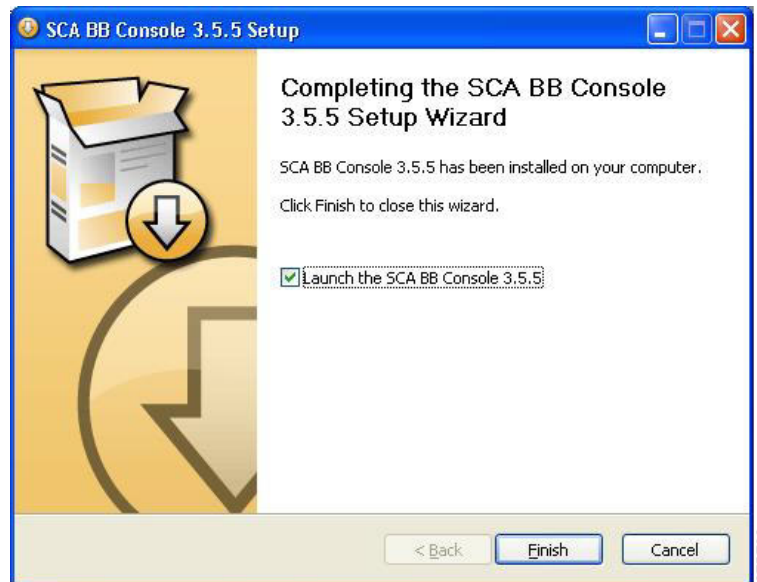 SCA BB Console 3.5.5 Setup
Completing the SCA BB Console
3.5.5 Setup Wizard
SCA BB Console 3.5.5 has been installed on your computer.
Click Finish to close this wizard.
Launch the SCA BB Console 3.5.5
< Back Finish Cancel